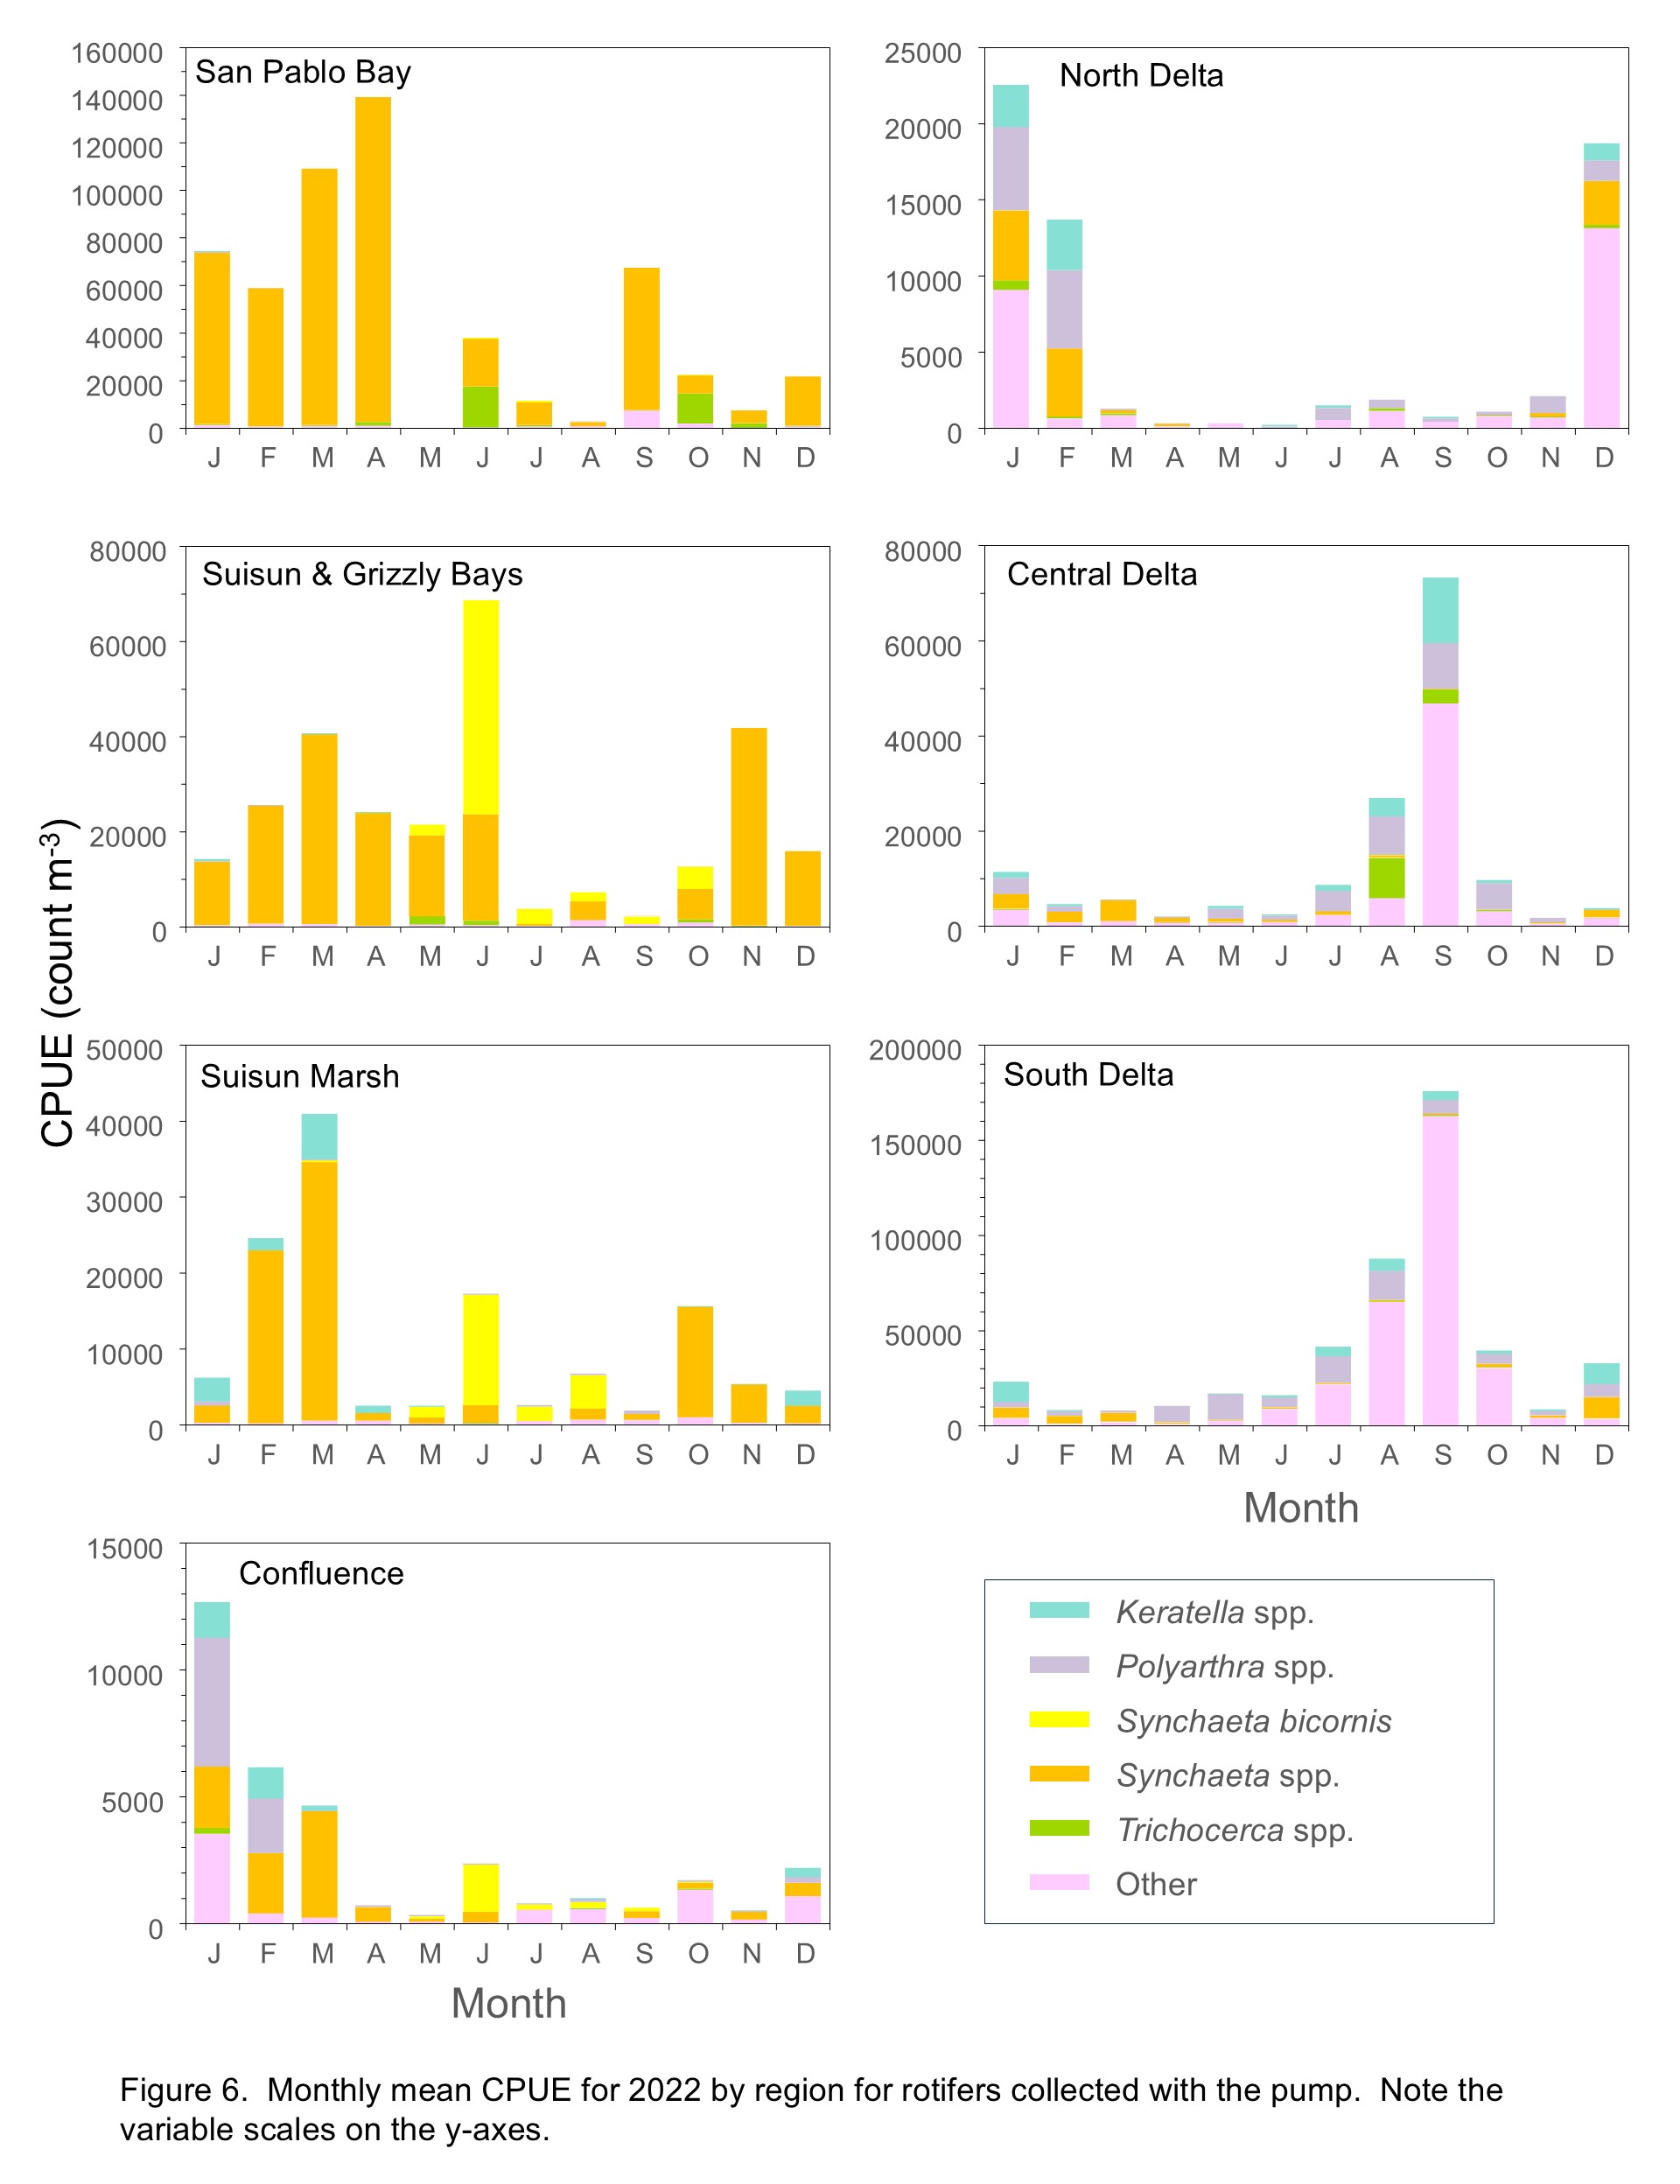 CPUE (count m-3)
San Pablo Bay
160000
140000
120000
100000
80000
60000
40000
20000
0
J F M A M J J A S O N D
North Delta
25000
20000
15000
10000
5000
0
J F M A M J J A S O N D
Suisun & Grizzly Bays
80000
60000
40000
20000
0
J F M A M J J A S O N D
Central Delta
80000
60000
40000
20000
0
J F M A M J J A S O N D
Suisun Marsh
50000
40000
30000
20000
10000
0
J F M A M J J A S O N D
South Delta
200000
150000
100000
50000
0
J F M A M J J A S O N D
Month
Confluence
15000
10000
5000
0
J F M A M J J A S O N D
Month
Keratella spp.
Polyarthra spp.
Synchaeta bicornis
Synchaeta spp.
Trichocerca spp.
Other
Figure 6.  Monthly mean CPUE for 2022 by region for rotifers collected with the pump.  Note the
variable scales on the y-axes.